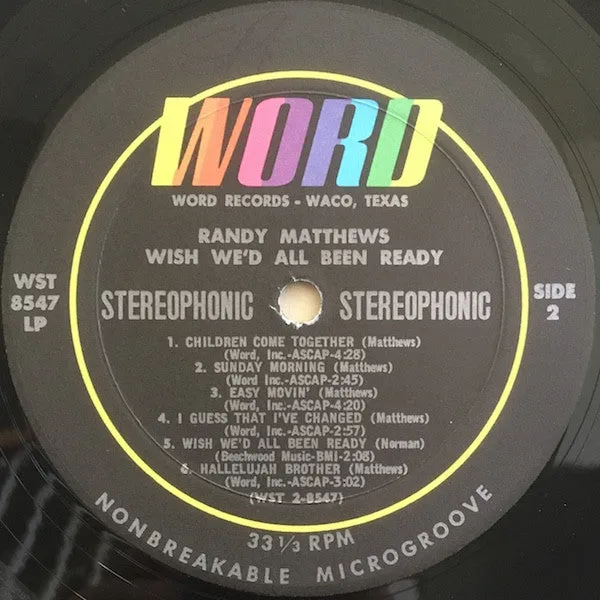 WORD
WORD RECORDS - WACO, TEXAS
RANDY MATTHEWS
WISH WE'D ALL BEEN READY
WST
8547
LP
STEREOPHONIC STEREOPHONIC
SIDE
2
1. CHILDREN COME TOGETHER (Matthews)
(Word, Inc.-ASCAP-4:28)
2. SUNDAY MORNING (Matthews)
(Word Inc.-ASCAP-2:45)
3. EASY MOVIN' (Matthews)
(Word, Inc.-ASCAP-4:20)
4. I GUESS THAT I'VE CHANGED (Matthews)
(Word, Inc.-ASCAP-2:57)
5. WISH WE'D ALL BEEN READY (Norman)
(Beechwood Music-BMI-2:08)
6. HALLELUJAH BROTHER (Matthews)
(Word, Inc.-ASCAP-3:02)
(WST 2-8547)
33 1/3 RPM
NONBREAKABLE MICROGROOVE